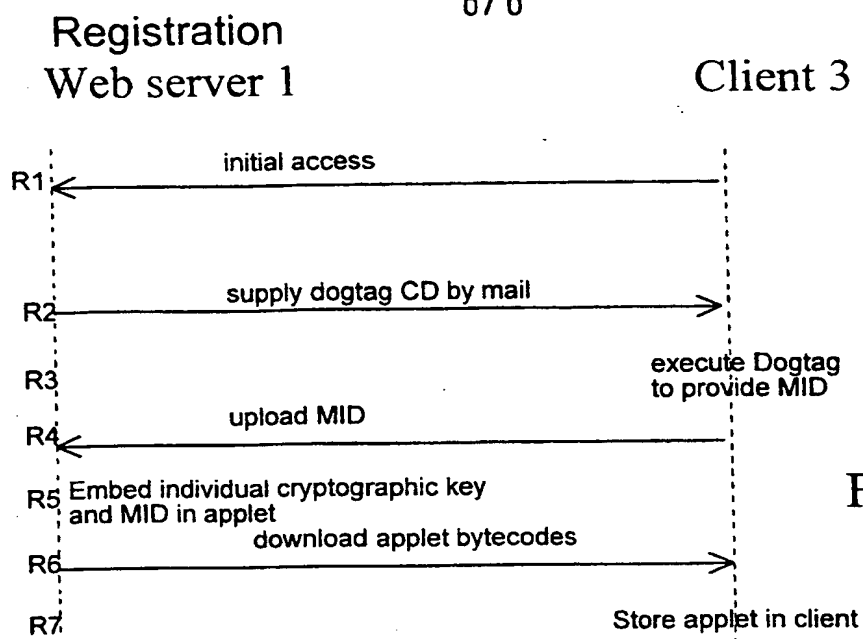 Registration
Web server 1
Client 3
R1
initial access
R2
supply dogtag CD by mail
R3
execute Dogtag
to provide MID
R4
upload MID
R5
Embed individual cryptographic key
and MID in applet
R6
download applet bytecodes
R7
Store applet in client